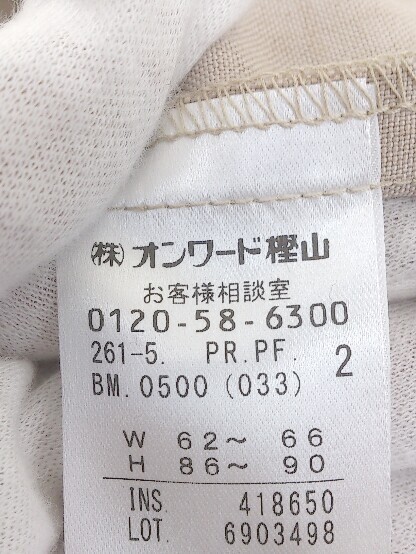 ㈱オンワード樫山
お客様相談室
0120-58-6300
261-5. PR.PF. 2
BM.0500(033)
W 62～ 66
H 86～ 90
INS. 418650
LOT. 6903498